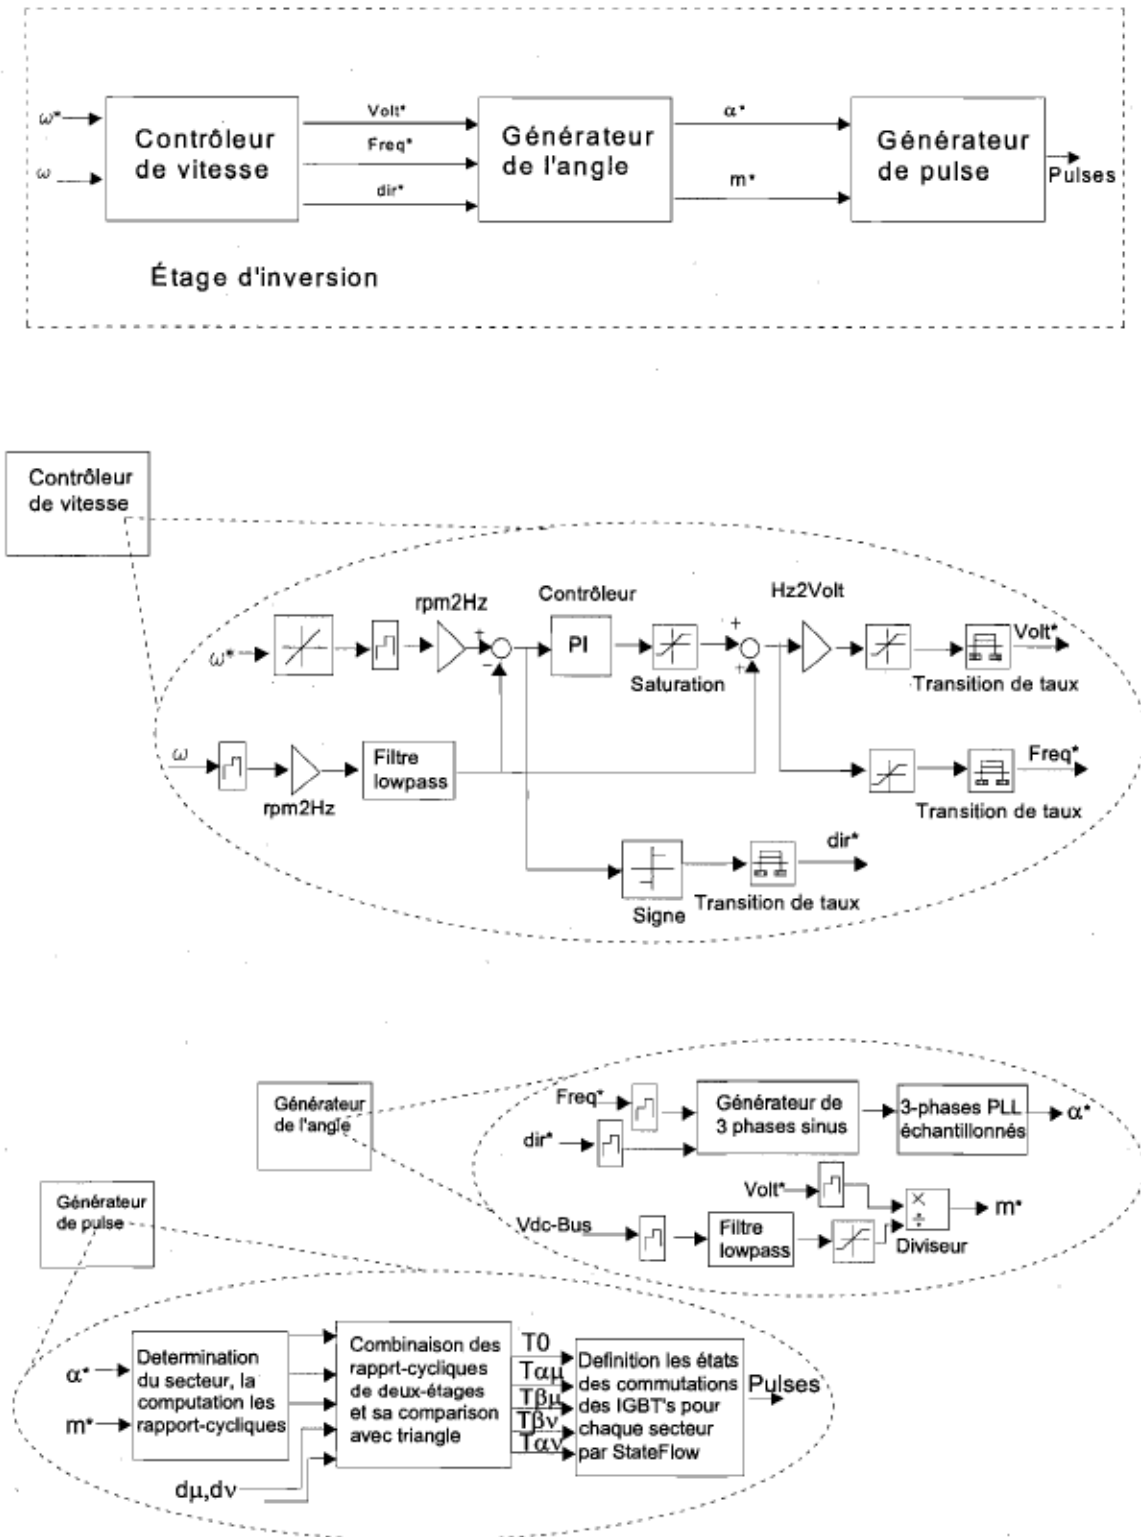 ω*
ω
Contrôleur
de vitesse
Volt*
Freq*
dir*
Générateur
de l'angle
α*
m*
Générateur
de pulse
Pulses
Étage d'inversion
Contrôleur
de vitesse
ω*
rpm2Hz
+
−
Contrôleur
PI
Saturation
+
+
Hz2Volt
Volt*
Transition de taux
ω
rpm2Hz
Filtre
lowpass
Freq*
Transition de taux
Signe
dir*
Transition de taux
Générateur
de l'angle
Freq*
dir*
Générateur de
3 phases sinus
3-phases PLL
échantillonnés
α*
Volt*
Vdc-Bus
Filtre
lowpass
×
÷
Diviseur
m*
Générateur
de pulse
α*
m*
Determination
du secteur, la
computation les
rapport-cycliques
dμ,dν
Combinaison des
rapprt-cycliques
de deux-étages
et sa comparison
avec triangle
T0
Tαμ
Tβμ
Tβν
Tαν
Definition les états
des commutations
des IGBT's pour
chaque secteur
par StateFlow
Pulses